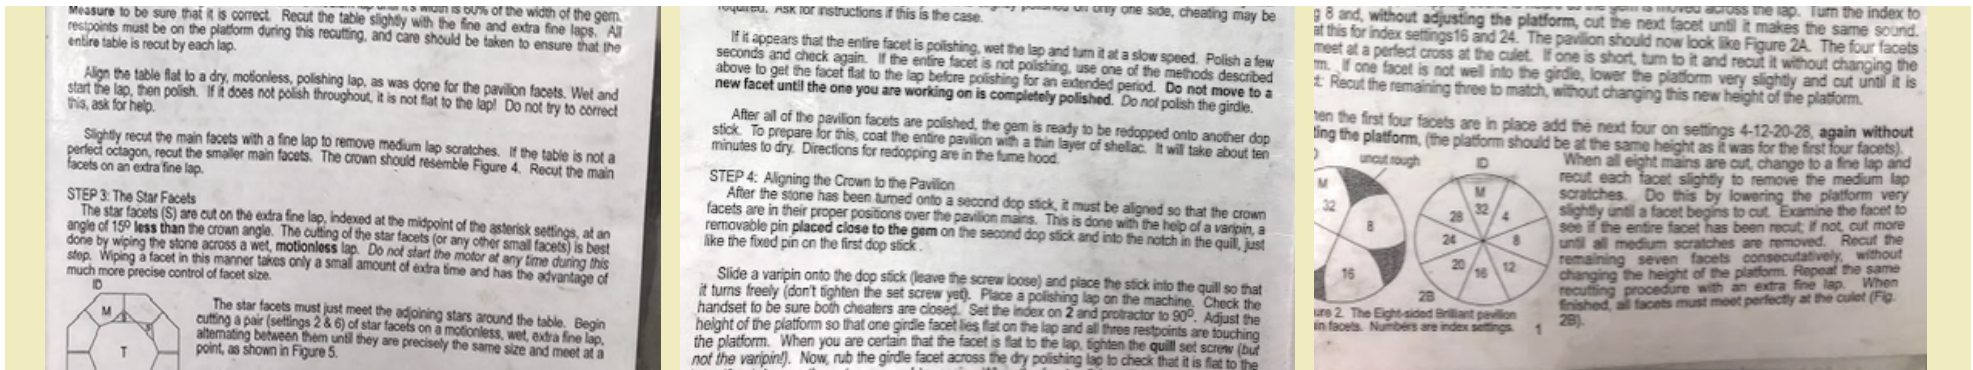 Measure to be sure that it is correct. Recut the table slightly with the fine and extra fine laps. All
restpoints must be on the platform during this recutting, and care should be taken to ensure that the
entire table is recut by each lap.
Align the table flat to a dry, motionless, polishing lap, as was done for the pavilion facets. Wet and
start the lap, then polish. If it does not polish throughout, it is not flat to the lap! Do not try to correct
this, ask for help.
Slightly recut the main facets with a fine lap to remove medium lap scratches. If the table is not a
perfect octagon, recut the smaller main facets. The crown should resemble Figure 4. Recut the main
facets on an extra fine lap.
STEP 3: The Star Facets
The star facets (S) are cut on the extra fine lap, indexed at the midpoint of the asterisk settings, at an
angle of 15º less than the crown angle. The cutting of the star facets (or any other small facets) is best
done by wiping the stone across a wet, motionless lap. Do not start the motor at any time during this
step. Wiping a facet in this manner takes only a small amount of extra time and has the advantage of
much more precise control of facet size.
ID
M
S
S
T
The star facets must just meet the adjoining stars around the table. Begin
cutting a pair (settings 2 & 6) of star facets on a motionless, wet, extra fine lap,
alternating between them until they are precisely the same size and meet at a
point, as shown in Figure 5.
required. Ask for instructions if this is the case.
only one side, cheating may be
If it appears that the entire facet is polishing, wet the lap and turn it at a slow speed. Polish a few
seconds and check again. If the entire facet is not polishing, use one of the methods described
above to get the facet flat to the lap before polishing for an extended period. Do not move to a
new facet until the one you are working on is completely polished. Do not polish the girdle.
After all of the pavilion facets are polished, the gem is ready to be redopped onto another dop
stick. To prepare for this, coat the entire pavilion with a thin layer of shellac. It will take about ten
minutes to dry. Directions for redopping are in the fume hood.
STEP 4: Aligning the Crown to the Pavilion
After the stone has been turned onto a second dop stick, it must be aligned so that the crown
facets are in their proper positions over the pavilion mains. This is done with the help of a varipin, a
removable pin placed close to the gem on the second dop stick and into the notch in the quill, just
like the fixed pin on the first dop stick.
Slide a varipin onto the dop stick (leave the screw loose) and place the stick into the quill so that
it turns freely (don't tighten the set screw yet). Place a polishing lap on the machine. Check the
handset to be sure both cheaters are closed. Set the index on 2 and protractor to 90º. Adjust the
height of the platform so that one girdle facet lies flat on the lap and all three restpoints are touching
the platform. When you are certain that the facet is flat to the lap, tighten the quill set screw (but
not the varipin!). Now, rub the girdle facet across the dry polishing lap to check that it is flat to the
moved across the lap. Turn the index to
8 and, without adjusting the platform, cut the next facet until it makes the same sound.
at this for index settings16 and 24. The pavilion should now look like Figure 2A. The four facets
meet at a perfect cross at the culet. If one is short, turn to it and recut it without changing the
If one facet is not well into the girdle, lower the platform very slightly and cut until it is
Recut the remaining three to match, without changing this new height of the platform.
the first four facets are in place add the next four on settings 4-12-20-28, again without
the platform, (the platform should be at the same height as it was for the first four facets).
uncut rough
M
32
8
16
ID
M
32
28
4
24
8
20
16
12
2B
When all eight mains are cut, change to a fine lap and
recut each facet slightly to remove the medium lap
scratches. Do this by lowering the platform very
slightly until a facet begins to cut. Examine the facet to
see if the entire facet has been recut; if not, cut more
until all medium scratches are removed. Recut the
remaining seven facets consecutively, without
changing the height of the platform. Repeat the same
recutting procedure with an extra fine lap. When
finished, all facets must meet perfectly at the culet (Fig.
2B).
2. The Eight-sided Brilliant pavilion
facets. Numbers are index settings.
1